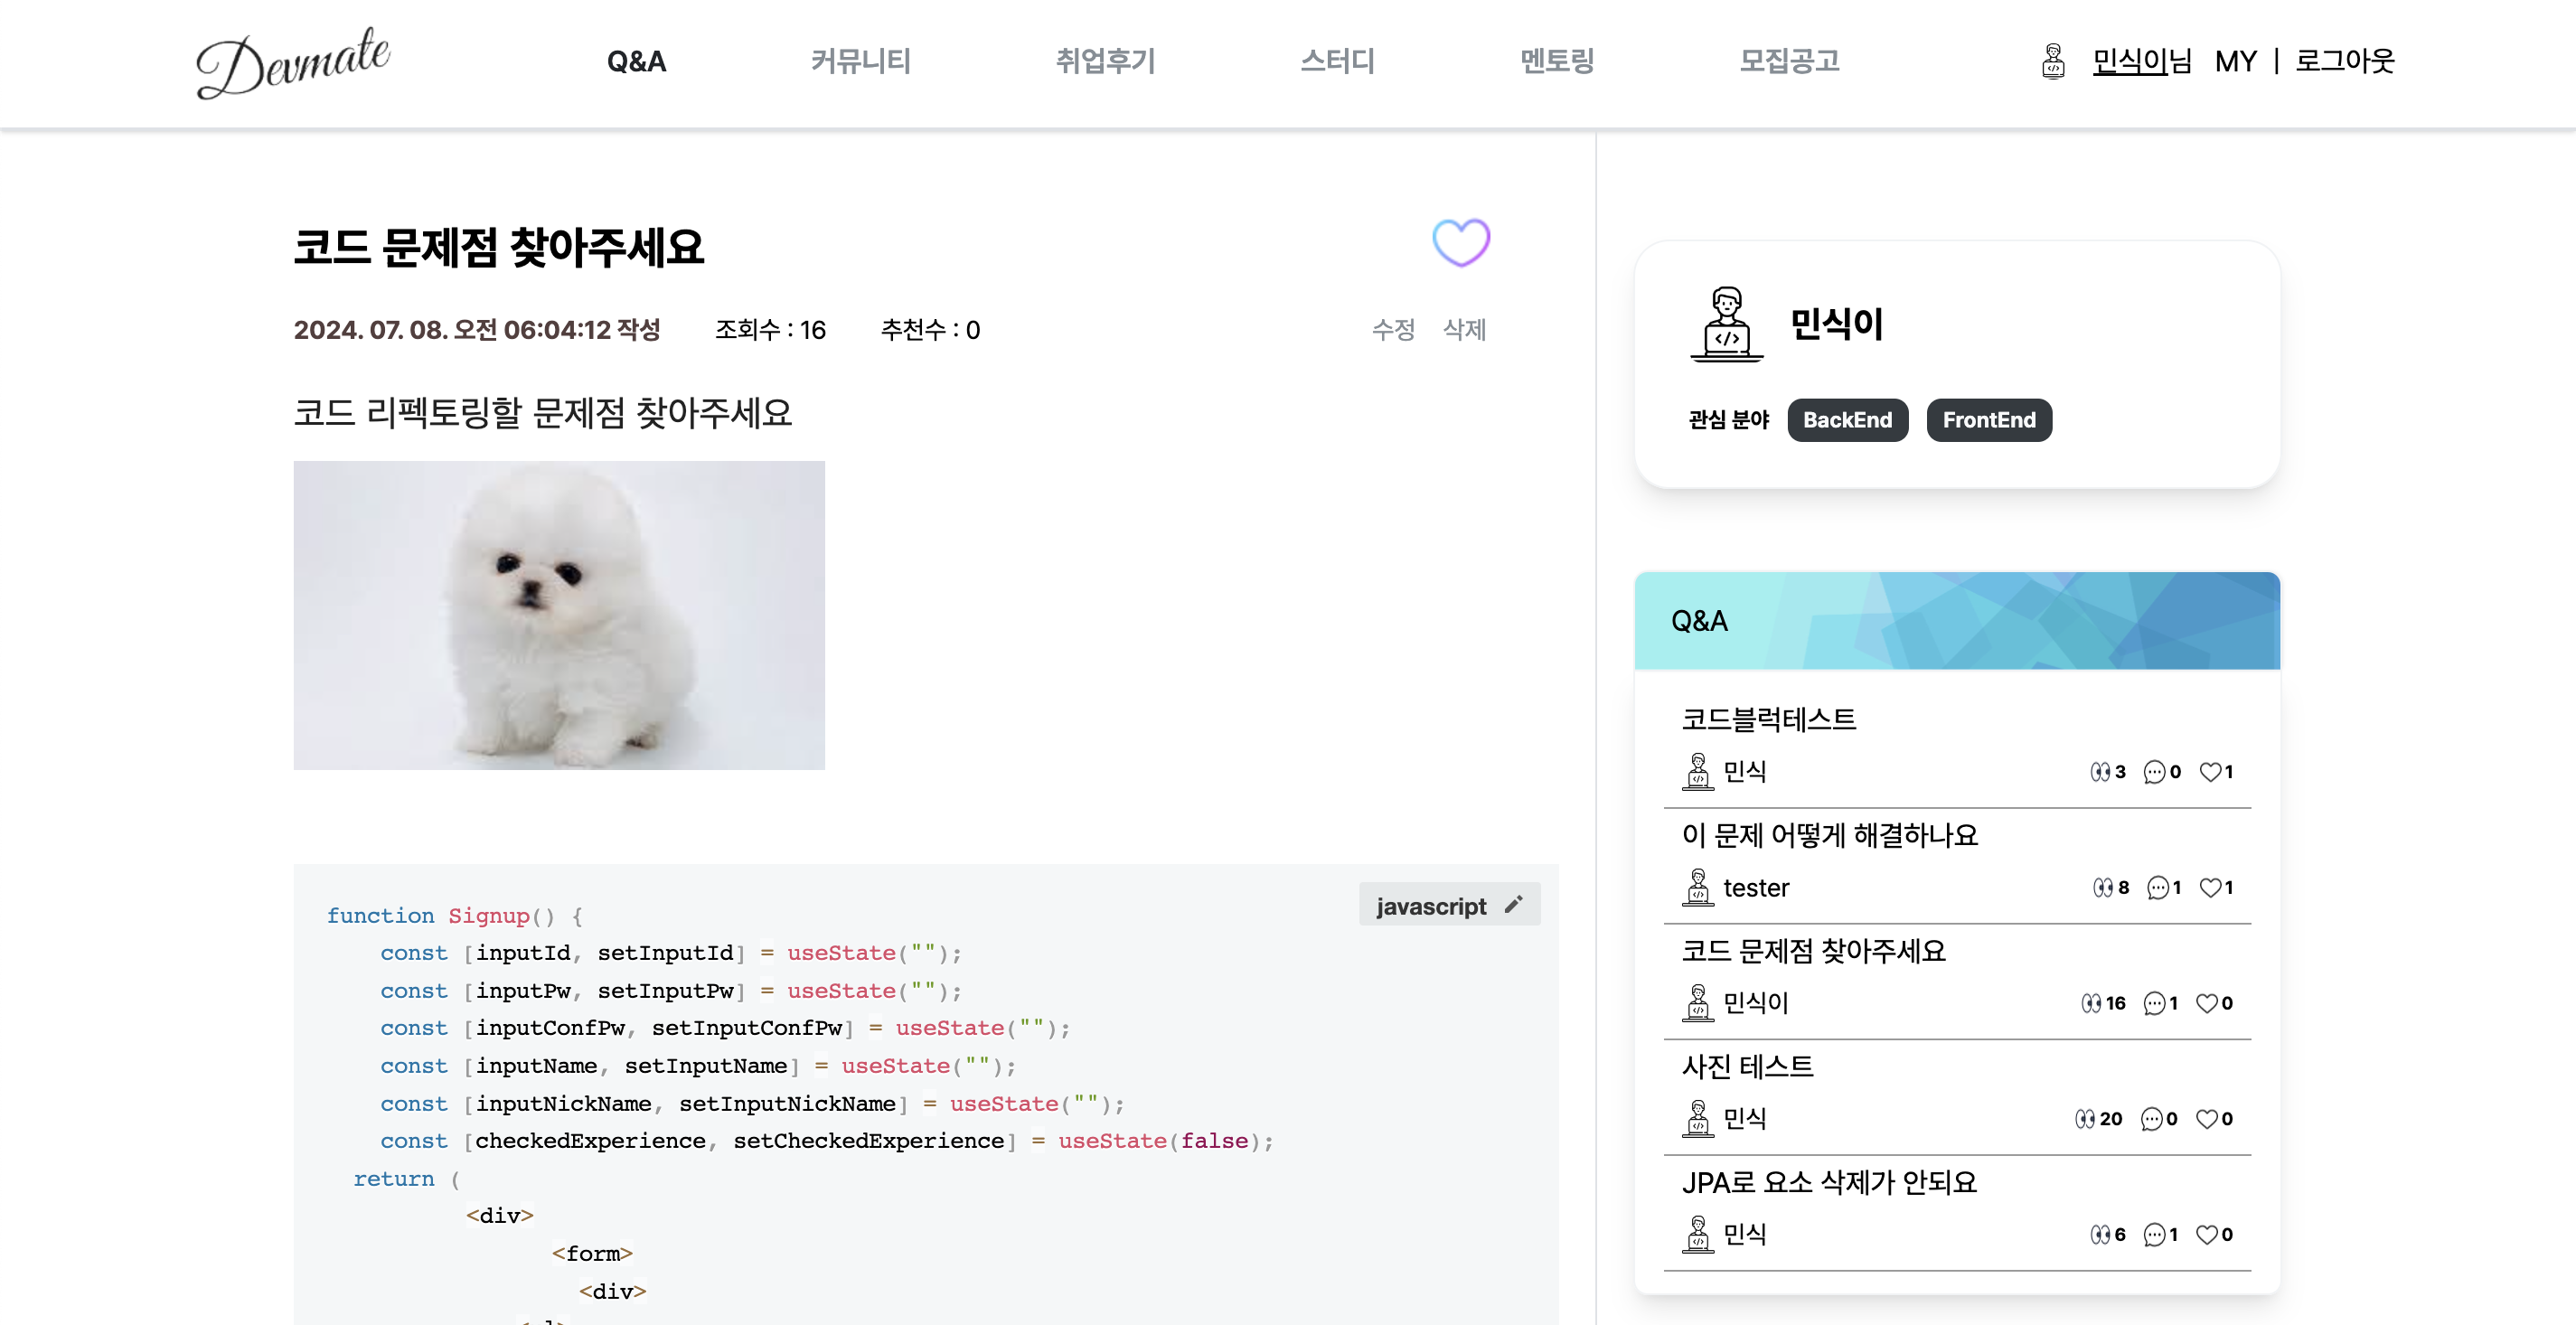 Devmate
Q&A 커뮤니티 취업후기 스터디 멘토링 모집공고
민식이님 MY | 로그아웃
코드 문제점 찾아주세요
2024. 07. 08. 오전 06:04:12 작성 조회수 : 16 추천수 : 0
수정 삭제
코드 리펙토링할 문제점 찾아주세요
javascript
function Signup() {
const [inputId, setInputId] = useState("");
const [inputPw, setInputPw] = useState("");
const [inputConfPw, setInputConfPw] = useState("");
const [inputName, setInputName] = useState("");
const [inputNickName, setInputNickName] = useState("");
const [checkedExperience, setCheckedExperience] = useState(false);
return (
<div>
<form>
<div>
민식이
관심 분야 BackEnd FrontEnd
Q&A
코드블럭테스트
민식 3 0 1
이 문제 어떻게 해결하나요
tester 8 1 1
코드 문제점 찾아주세요
민식이 16 1 0
사진 테스트
민식 20 0 0
JPA로 요소 삭제가 안되요
민식 6 1 0